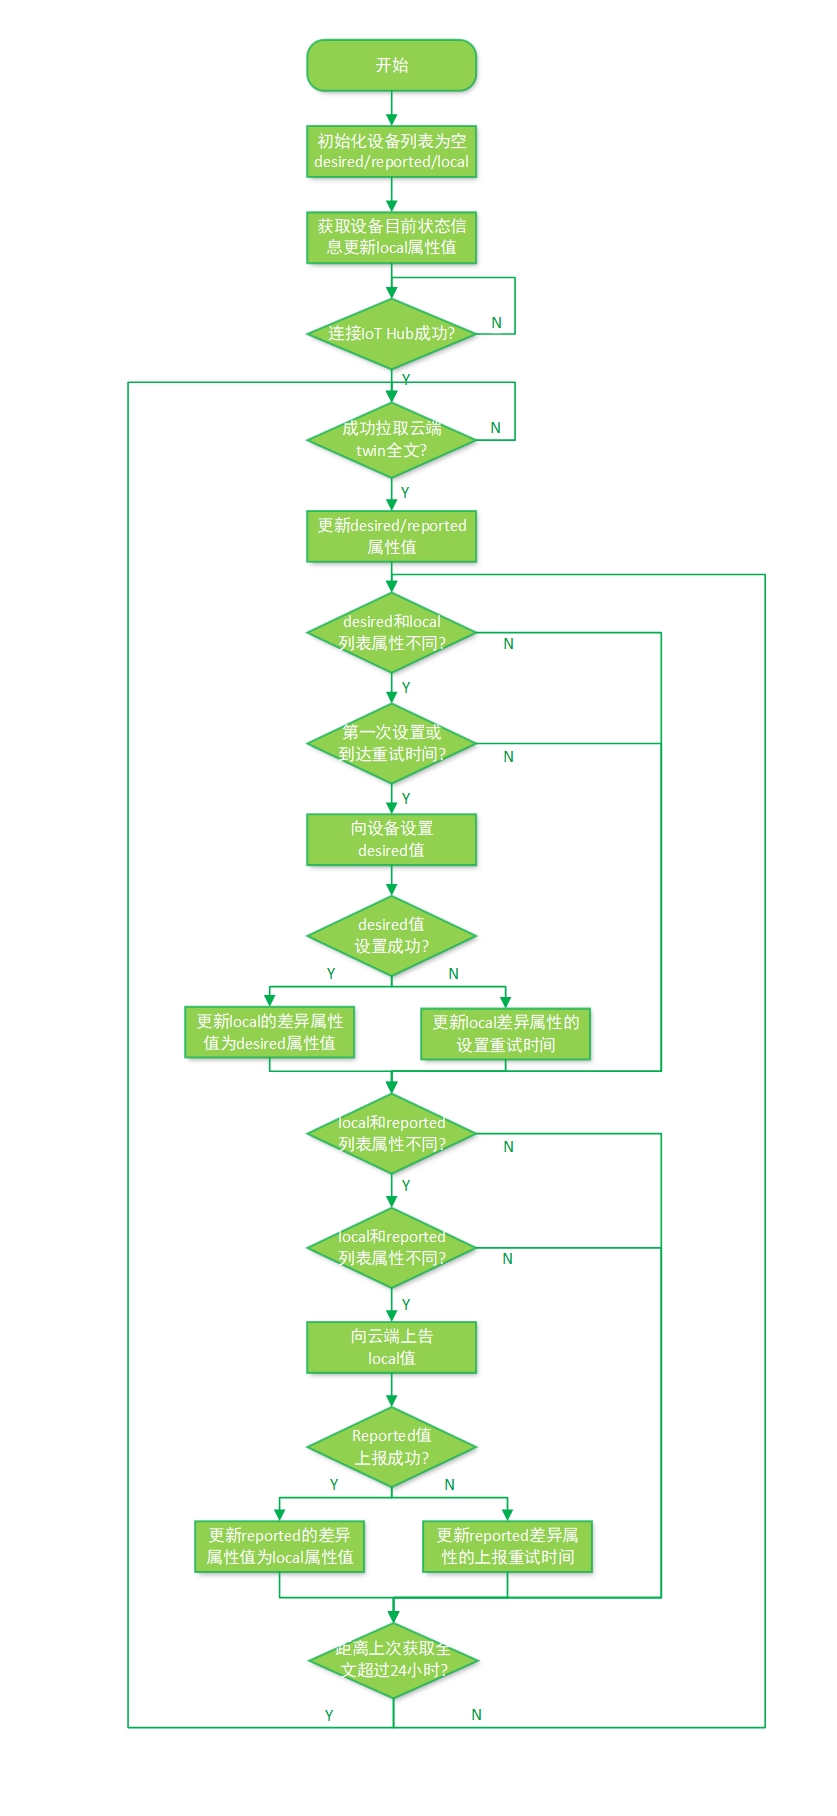 开始
初始化设备列表为空
desired/reported/local
获取设备目前状态信
息更新local属性值
连接IoT Hub成功?
N
Y
成功拉取云端
twin全文?
N
Y
更新desired/reported
属性值
desired和local
列表属性不同?
N
Y
第一次设置或
到达重试时间?
N
Y
向设备设置
desired值
desired值
设置成功?
Y
N
更新local的差异属性
值为desired属性值
更新local差异属性的
设置重试时间
local和reported
列表属性不同?
N
Y
local和reported
列表属性不同?
N
Y
向云端上告
local值
Reported值
上报成功?
Y
N
更新reported的差异
属性值为local属性值
更新reported差异属
性的上报重试时间
距离上次获取全
文超过24小时?
Y
N